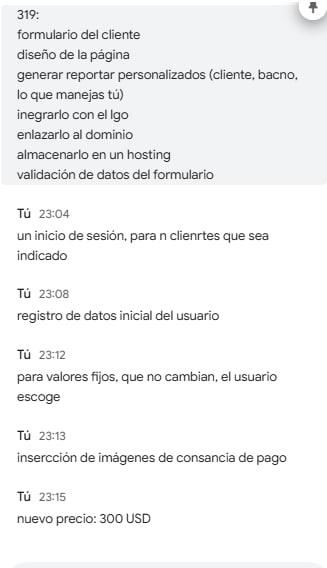 319:
formulario del cliente
diseño de la página
generar reportar personalizados (cliente, bacno,
lo que manejas tú)
inegrarlo con el lgo
enlazarlo al dominio
almacenarlo en un hosting
validación de datos del formulario
Tú 23:04
un inicio de sesión, para n clienrtes que sea
indicado
Tú 23:08
registro de datos inicial del usuario
Tú 23:12
para valores fijos, que no cambian, el usuario
escoge
Tú 23:13
insercción de imágenes de consancia de pago
Tú 23:15
nuevo precio: 300 USD